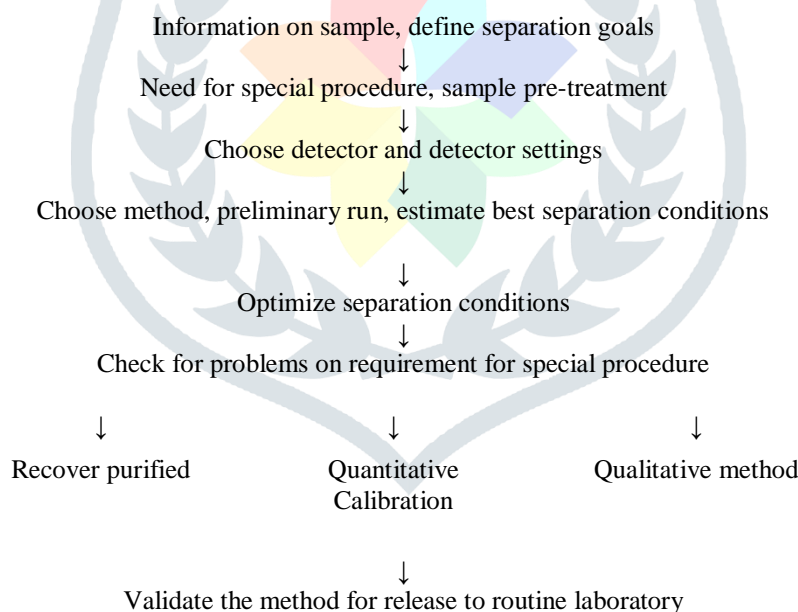 Information on sample, define separation goals
↓
Need for special procedure, sample pre-treatment
↓
Choose detector and detector settings
↓
Choose method, preliminary run, estimate best separation conditions
↓
Optimize separation conditions
↓
Check for problems on requirement for special procedure
↓ ↓ ↓
Recover purified Quantitative Qualitative method
Calibration
↓
Validate the method for release to routine laboratory